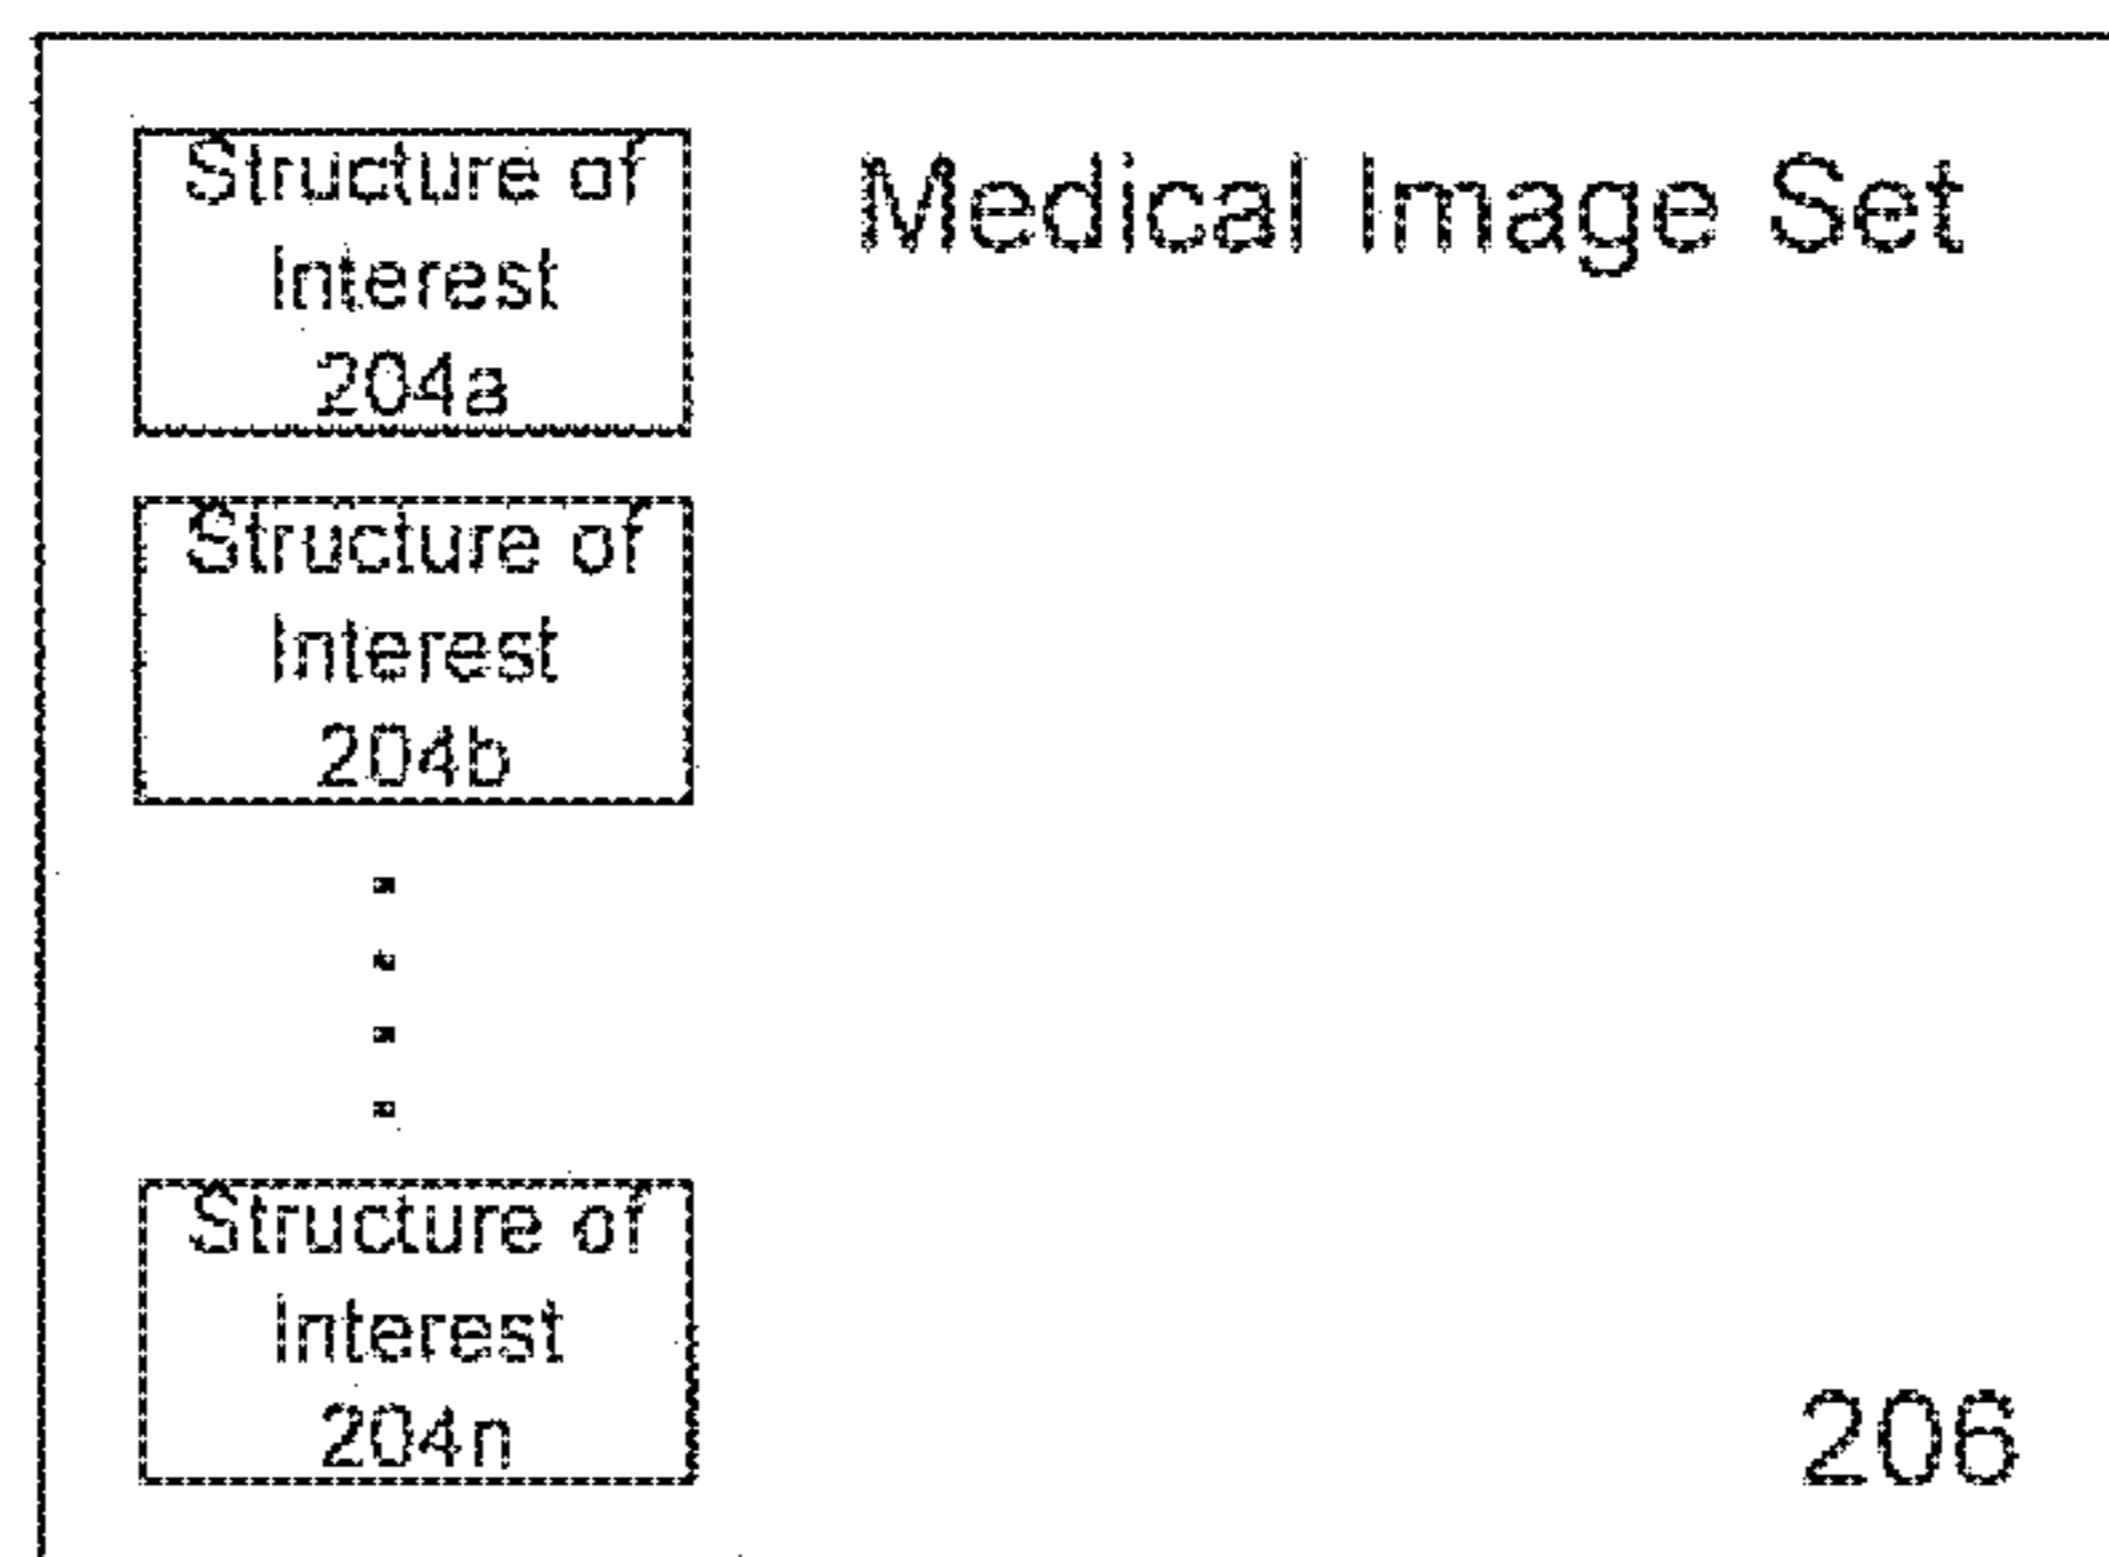 Structure of
Interest
204a
Medical Image Set
Structure of
Interest
204b
Structure of
Interest
204n
206